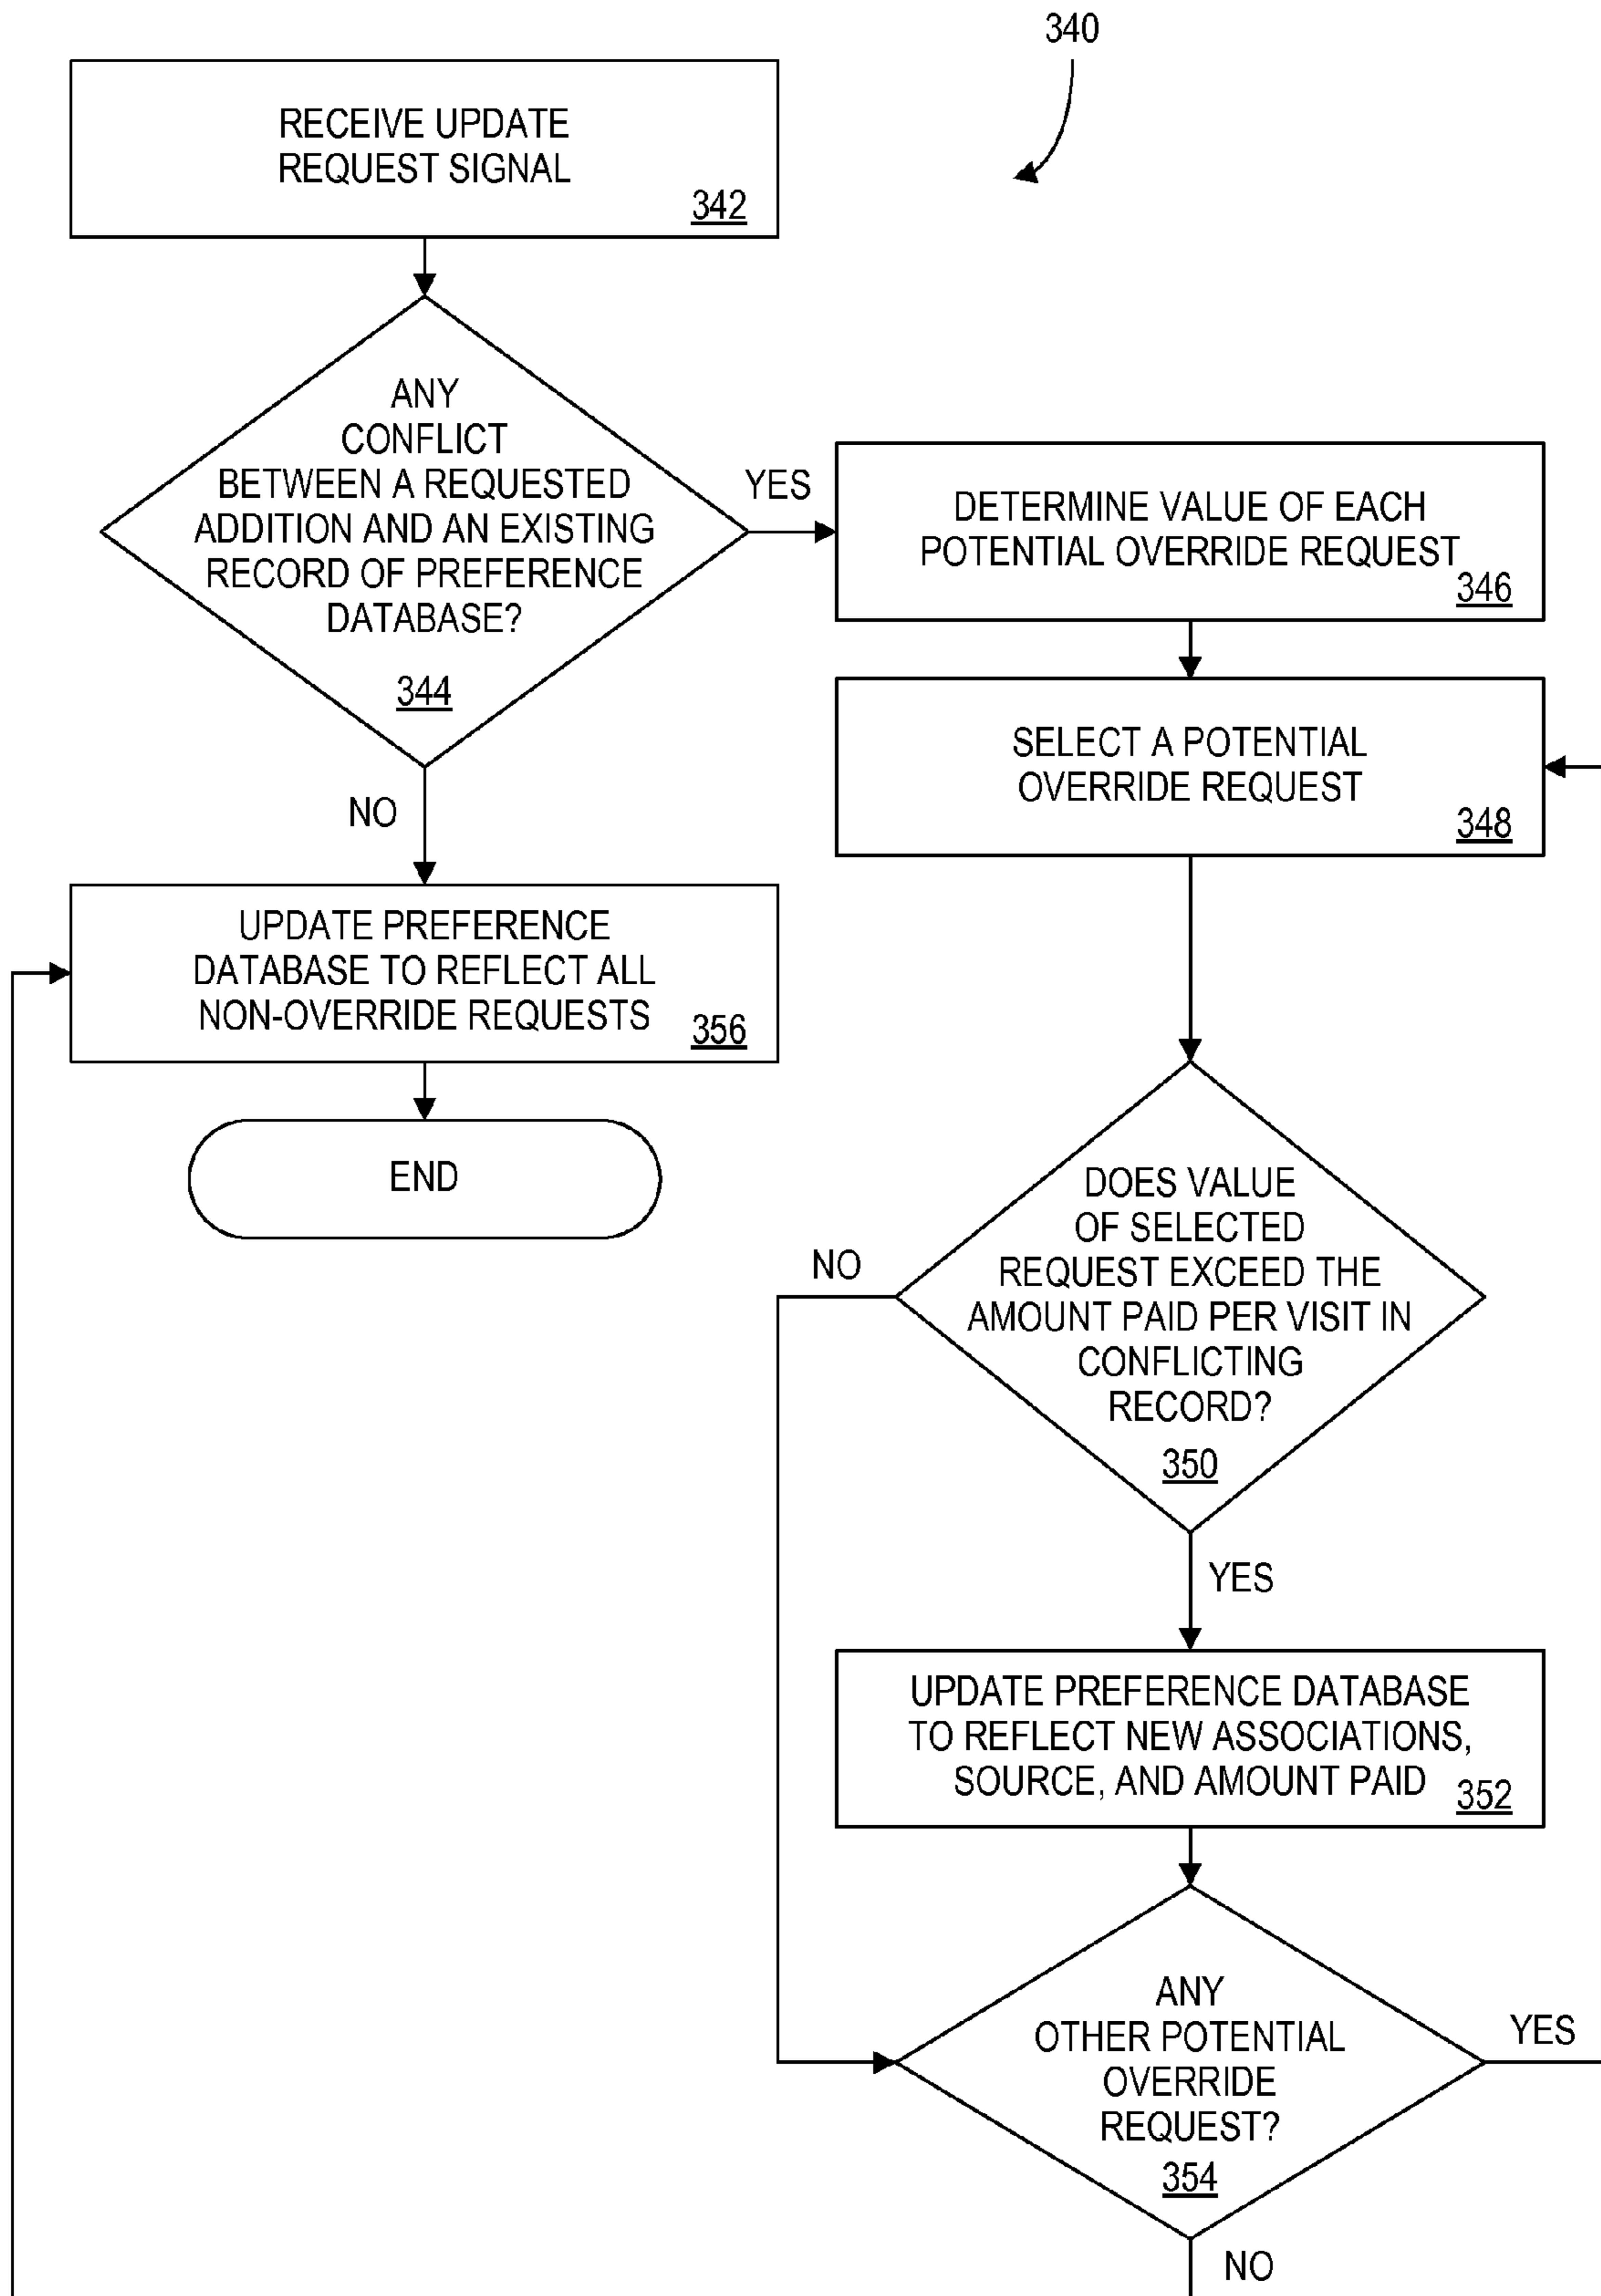 340
RECEIVE UPDATE
REQUEST SIGNAL
342
ANY
CONFLICT
BETWEEN A REQUESTED
ADDITION AND AN EXISTING
RECORD OF PREFERENCE
DATABASE?
344
YES
NO
DETERMINE VALUE OF EACH
POTENTIAL OVERRIDE REQUEST
346
SELECT A POTENTIAL
OVERRIDE REQUEST
348
UPDATE PREFERENCE
DATABASE TO REFLECT ALL
NON-OVERRIDE REQUESTS
356
END
DOES VALUE
OF SELECTED
REQUEST EXCEED THE
AMOUNT PAID PER VISIT IN
CONFLICTING
RECORD?
350
NO
YES
UPDATE PREFERENCE DATABASE
TO REFLECT NEW ASSOCIATIONS,
SOURCE, AND AMOUNT PAID
352
ANY
OTHER POTENTIAL
OVERRIDE
REQUEST?
354
YES
NO